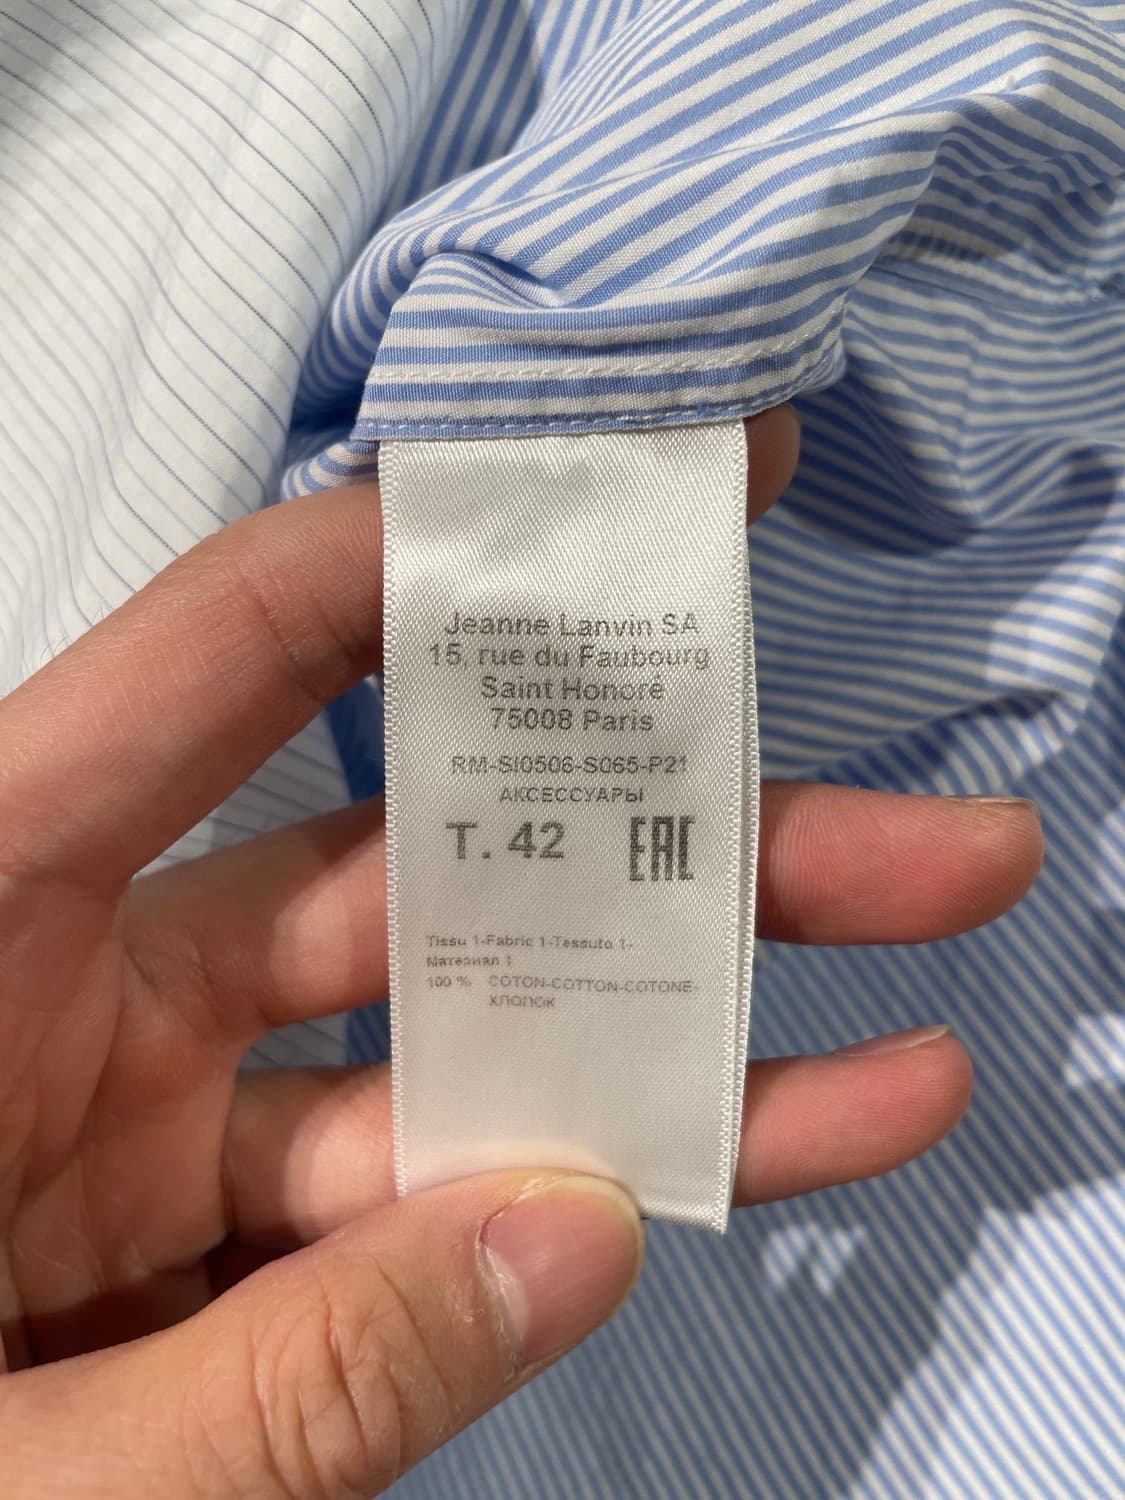 Jeanne Lanvin SA
15, rue du Faubourg
Saint Honoré
75008 Paris
RM-SI0506-S065-P21
АКСЕССУАРЫ
T. 42 EAC
Tissu 1-Fabric 1-Tessuto 1-
Материал 1
100 % COTON-COTTON-COTONE-
ХЛОПОК